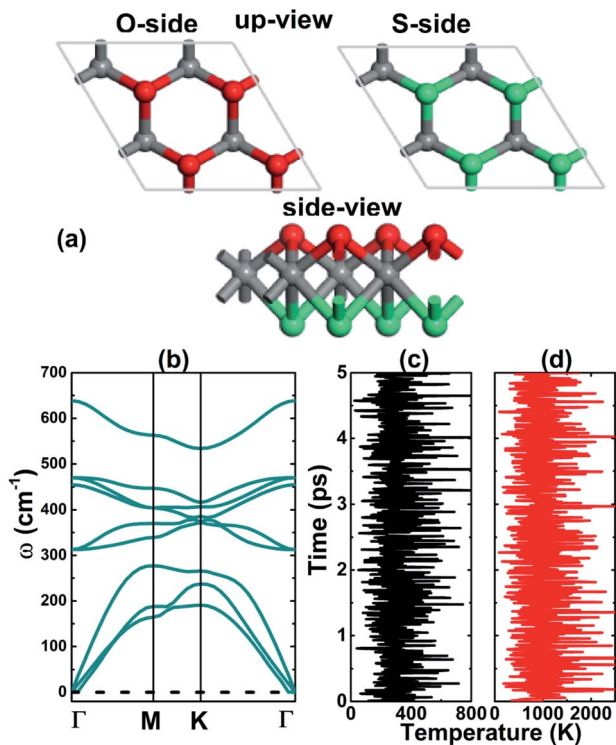 O-side up-view S-side
side-view
(a)
(b) (c) (d)
700
600
500
400
300
200
100
0
ω (cm⁻¹)
Γ M K Γ
5
4
3
2
1
0
Time (ps)
0 400 800 0 1000 2000
Temperature (K)